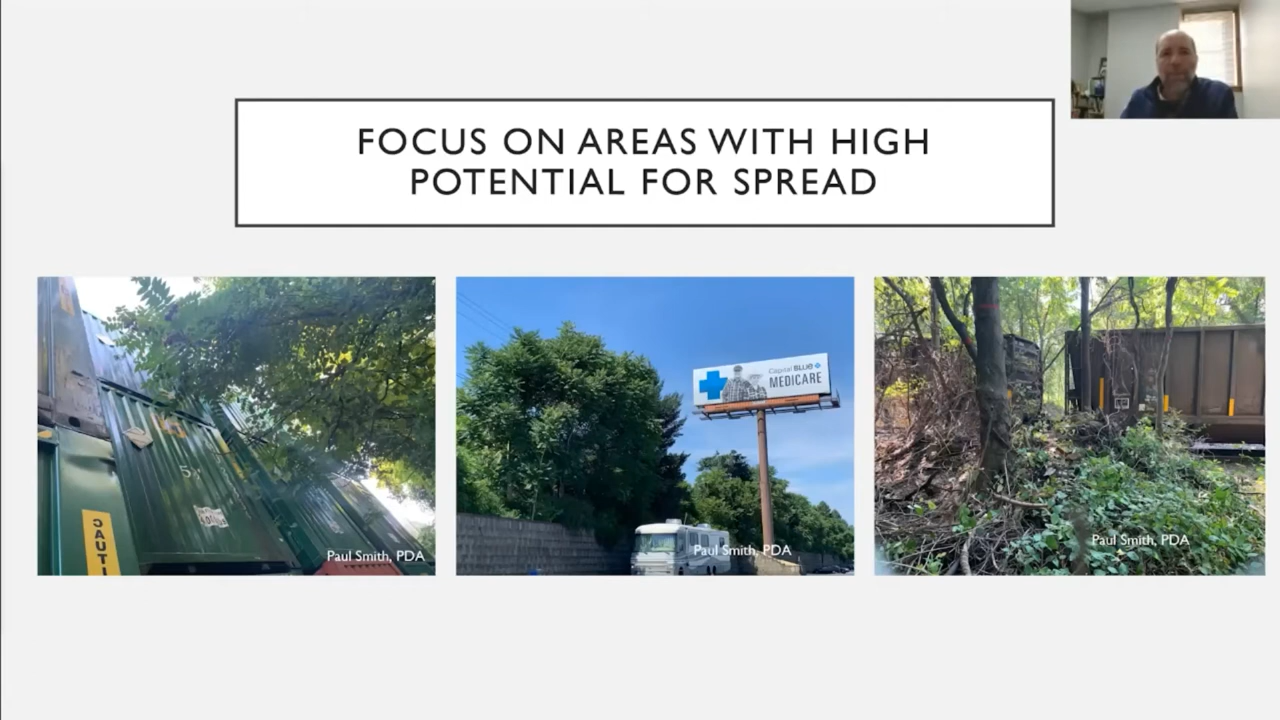 FOCUS ON AREAS WITH HIGH
POTENTIAL FOR SPREAD
5
CAUTI
Paul Smith, PDA
Capital BLUE
MEDICARE
Paul Smith, PDA
Paul Smith, PDA